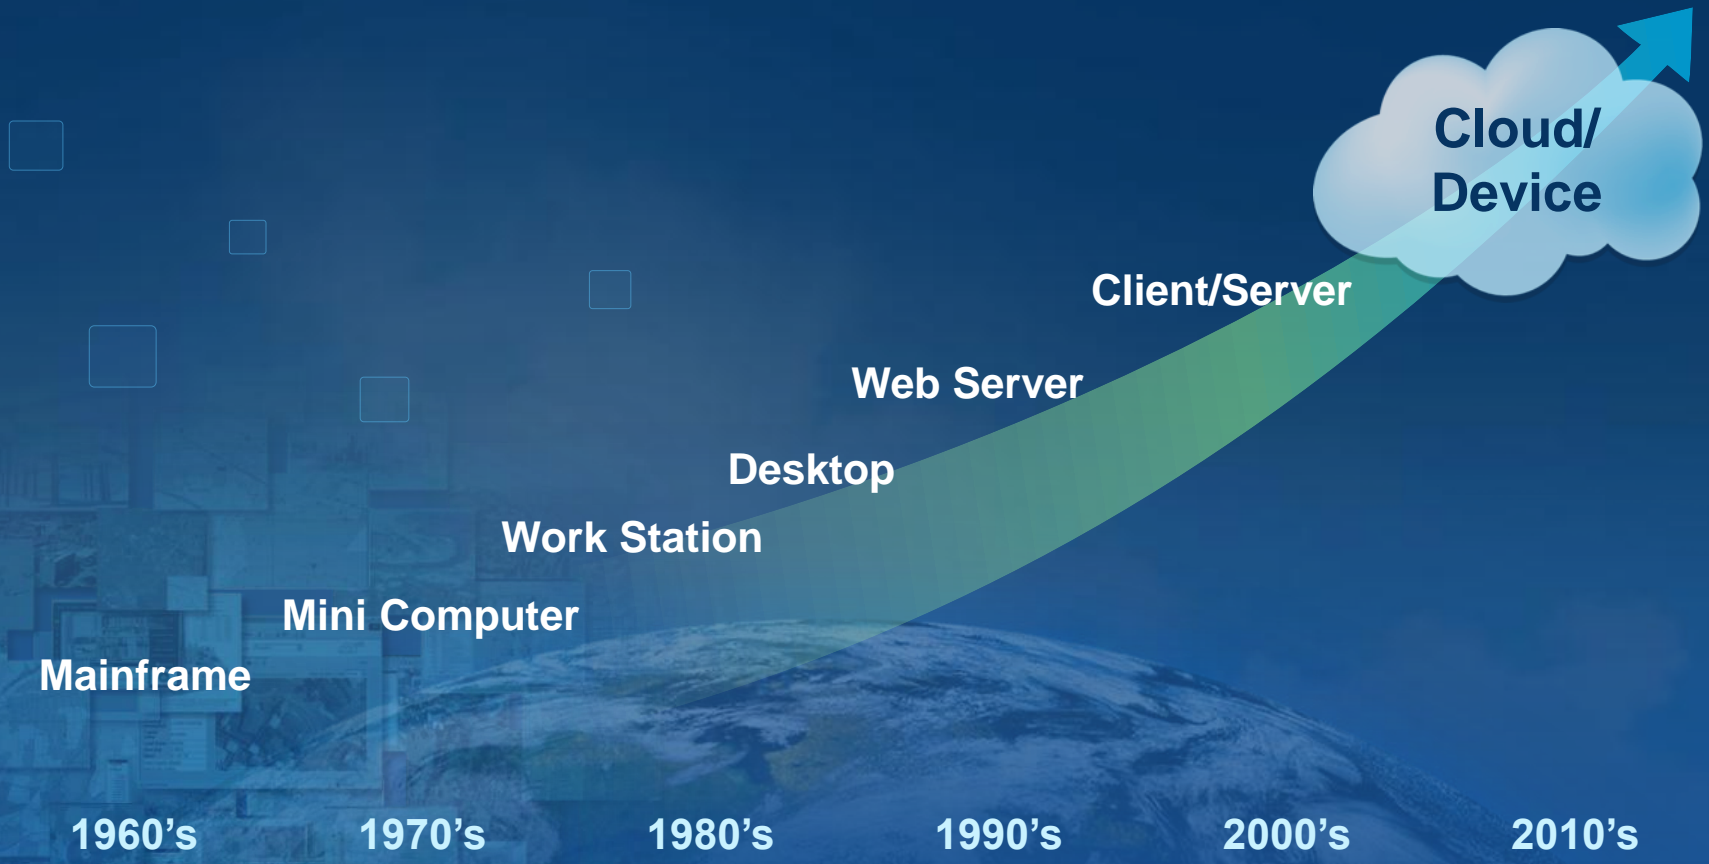 Cloud/
Device
Client/Server
Web Server
Desktop
Work Station
Mini Computer
Mainframe
1960’s 1970’s 1980’s 1990’s 2000’s 2010’s